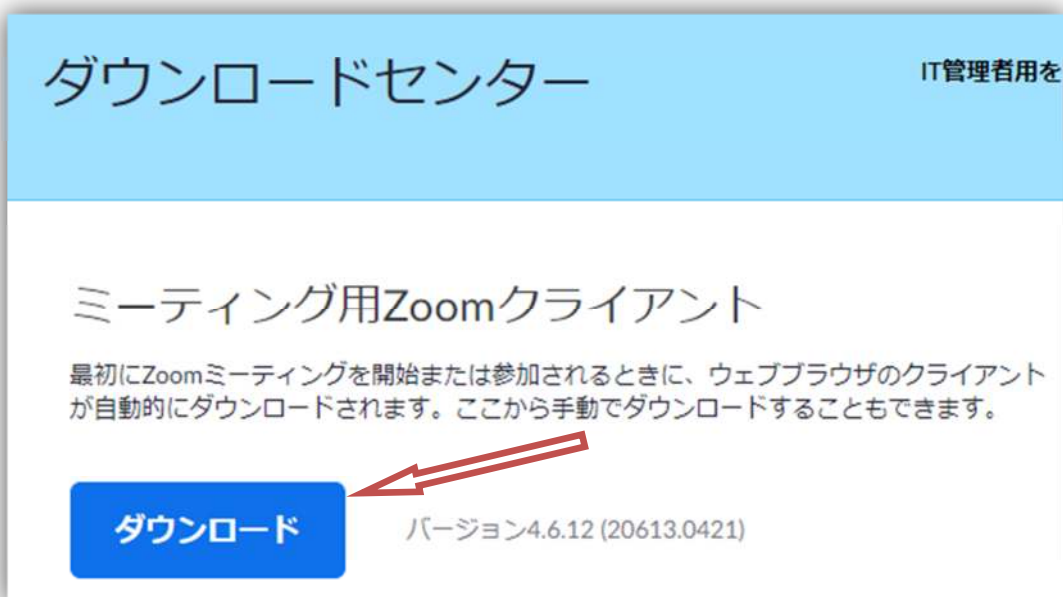 ダウンロードセンター
IT管理者用を
ミーティング用Zoomクライアント
最初にZoomミーティングを開始または参加されるときに、ウェブブラウザのクライアント
が自動的にダウンロードされます。ここから手動でダウンロードすることもできます。
ダウンロード
バージョン4.6.12 (20613.0421)